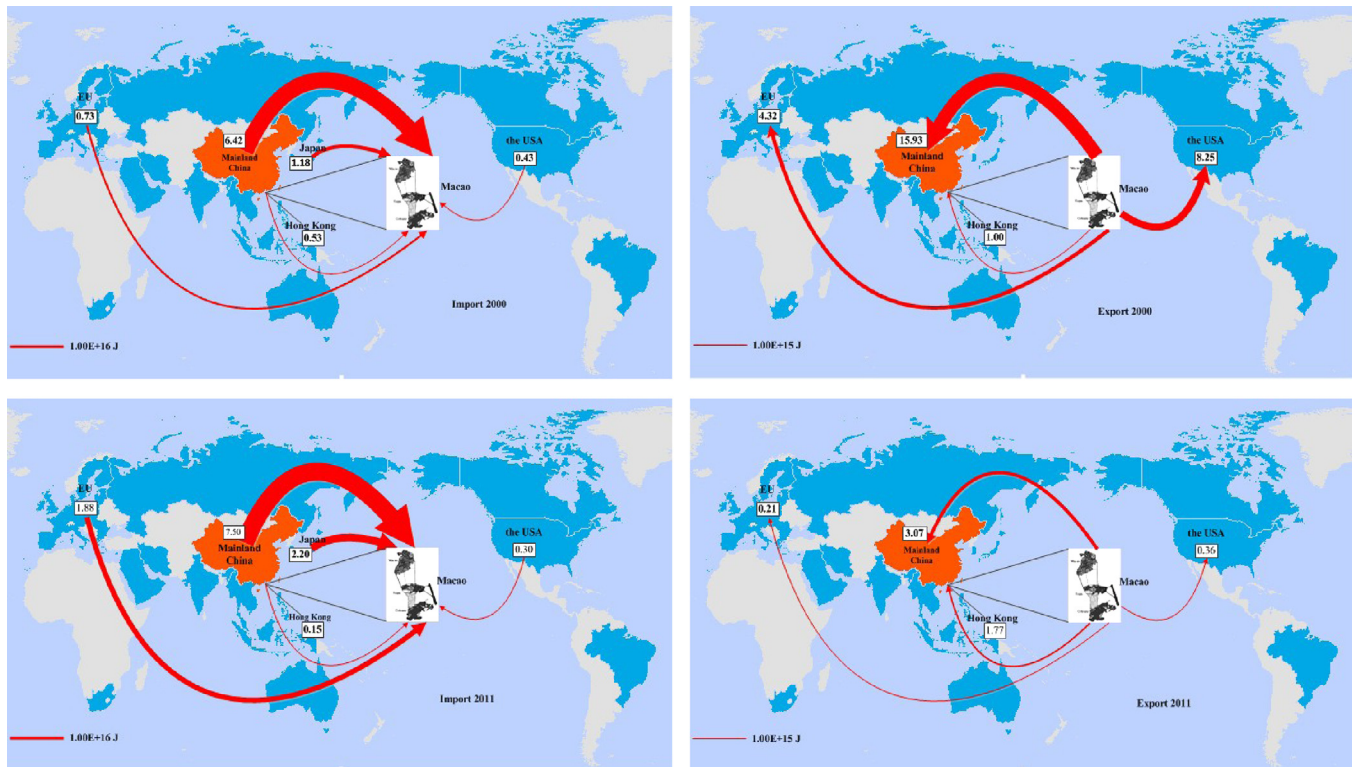 EU
0.73
6.42
Mainland
China
Japan
1.18
the USA
0.43
Macao
Hong Kong
0.53
Import 2000
1.00E+16 J
EU
4.32
15.93
Mainland
China
the USA
8.25
Macao
Hong Kong
1.00
Export 2000
1.00E+15 J
EU
1.88
7.50
Mainland
China
Japan
2.20
the USA
0.30
Macao
Hong Kong
0.15
Import 2011
1.00E+16 J
EU
0.21
3.07
Mainland
China
the USA
0.36
Macao
Hong Kong
1.77
Export 2011
1.00E+15 J